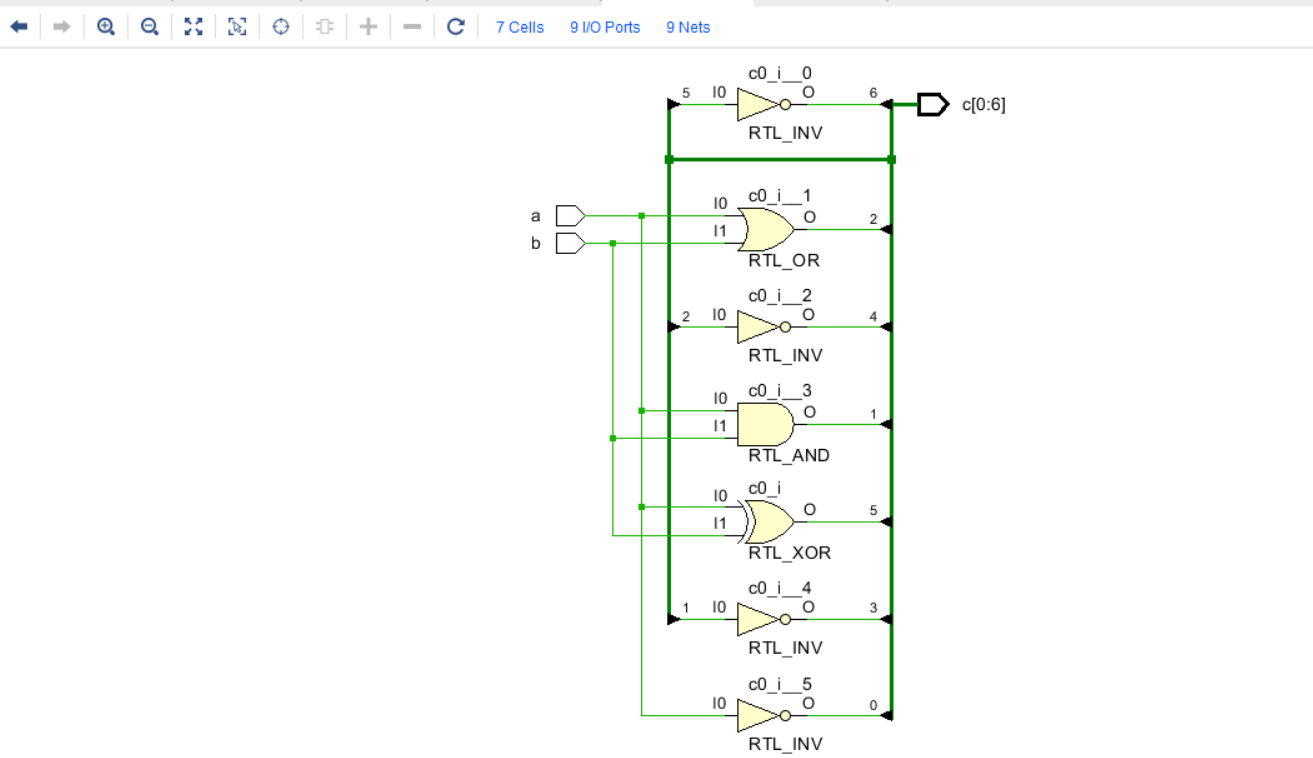 7 Cells 9 I/O Ports 9 Nets
c0_i__0
5 I0 O 6
c[0:6]
RTL_INV
c0_i__1
a I0 O 2
b I1
RTL_OR
c0_i__2
2 I0 O 4
RTL_INV
c0_i__3
I0 O 1
I1
RTL_AND
c0_i
I0 O 5
I1
RTL_XOR
c0_i__4
1 I0 O 3
RTL_INV
c0_i__5
I0 O 0
RTL_INV